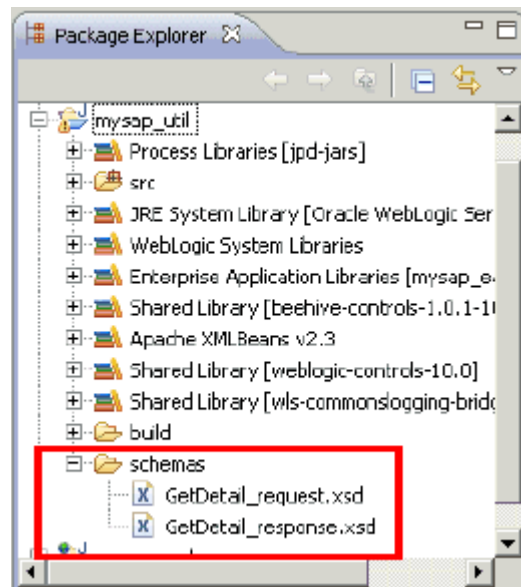 Package Explorer
mysap_util
Process Libraries [jpd-jars]
src
JRE System Library [Oracle WebLogic Ser
WebLogic System Libraries
Enterprise Application Libraries [mysap_e
Shared Library [beehive-controls-1.0.1-1
Apache XMLBeans v2.3
Shared Library [weblogic-controls-10.0]
Shared Library [wls-commonslogging-bridg
build
schemas
GetDetail_request.xsd
GetDetail_response.xsd